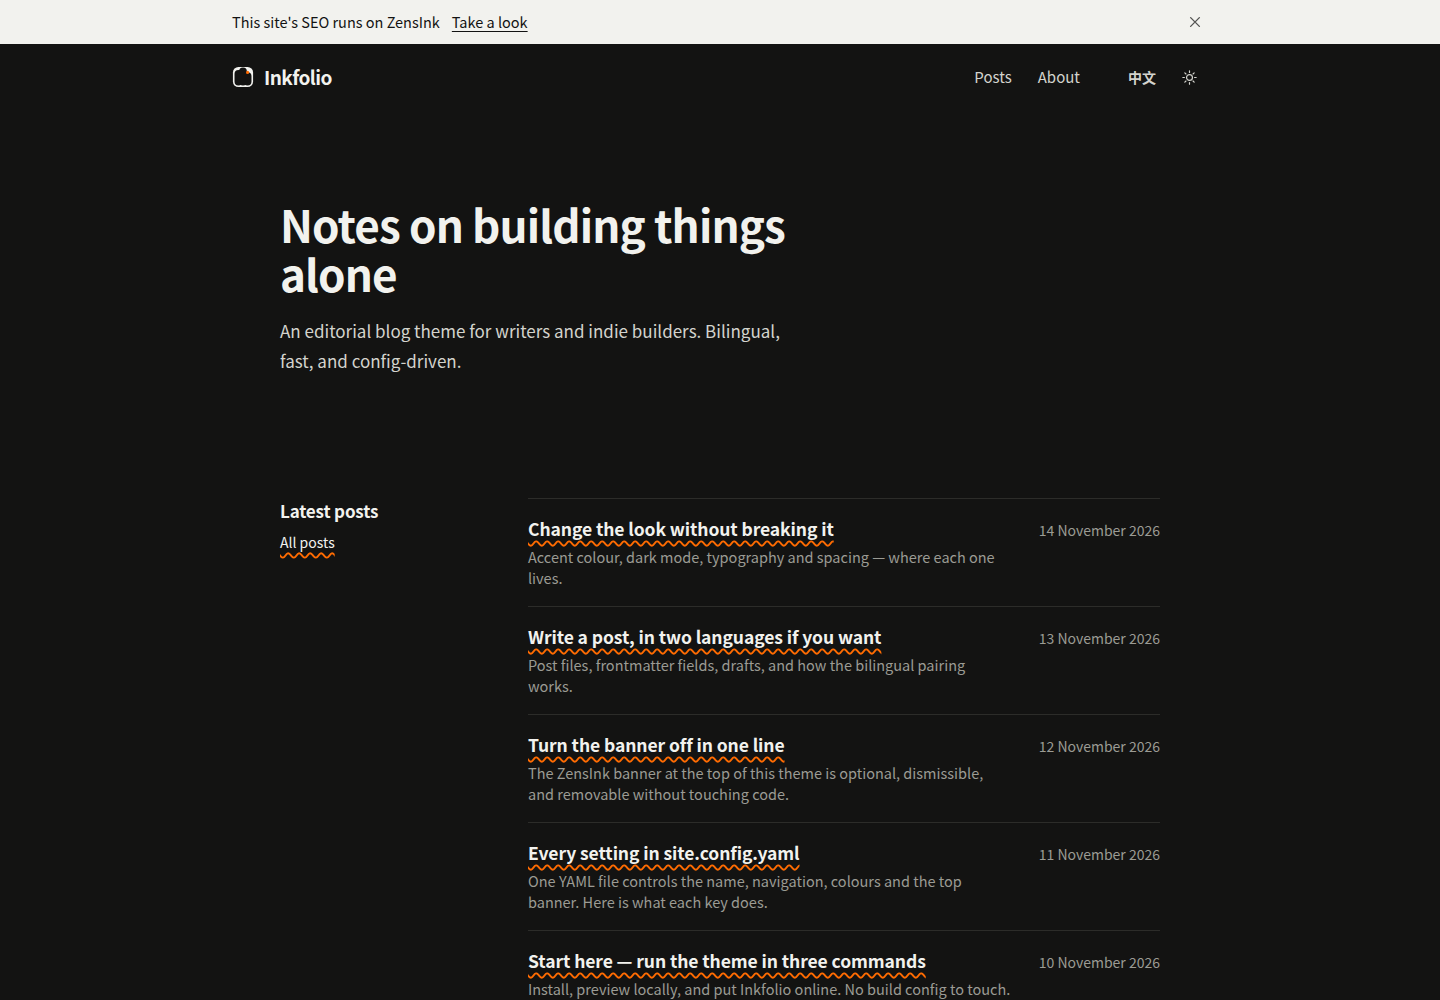 This site's SEO runs on ZensInk Take a look
Inkfolio
Posts About 中文
Notes on building things
alone
An editorial blog theme for writers and indie builders. Bilingual,
fast, and config-driven.
Latest posts
All posts
Change the look without breaking it
14 November 2026
Accent colour, dark mode, typography and spacing — where each one
lives.
Write a post, in two languages if you want
13 November 2026
Post files, frontmatter fields, drafts, and how the bilingual pairing
works.
Turn the banner off in one line
12 November 2026
The ZensInk banner at the top of this theme is optional, dismissible,
and removable without touching code.
Every setting in site.config.yaml
11 November 2026
One YAML file controls the name, navigation, colours and the top
banner. Here is what each key does.
Start here — run the theme in three commands
10 November 2026
Install, preview locally, and put Inkfolio online. No build config to touch.